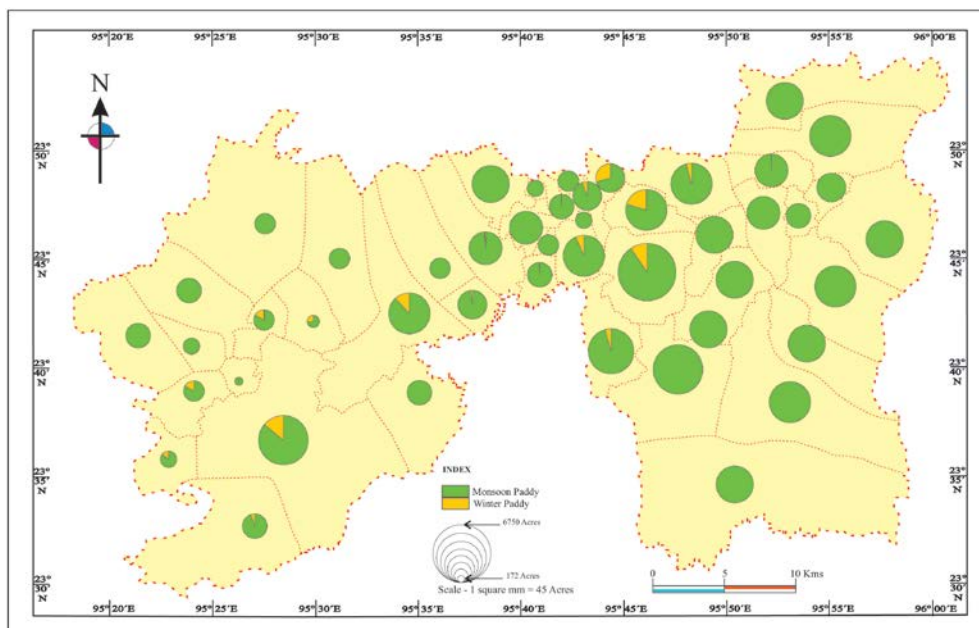 95°20'E 95°25'E 95°30'E 95°35'E 95°40'E 95°45'E 95°50'E 95°55'E 96°00'E
N
23°
50'
N
23°
50'
N
23°
45'
N
23°
45'
N
23°
40'
N
23°
40'
N
23°
35'
N
23°
35'
N
23°
30'
N
23°
30'
N
INDEX
Monsoon Paddy
Winter Paddy
6750 Acres
172 Acres
Scale - 1 square mm = 45 Acres
0 5 10 Kms
95°20'E 95°25'E 95°30'E 95°35'E 95°40'E 95°45'E 95°50'E 95°55'E 96°00'E